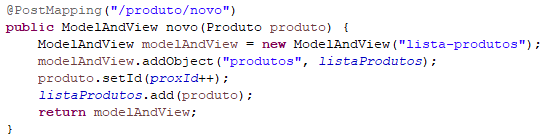 @PostMapping("/produto/novo")
public ModelAndView novo(Produto produto) {
    ModelAndView modelAndView = new ModelAndView("lista-produtos");
    modelAndView.addObject("produtos", listaProdutos);
    produto.setId(proxId++);
    listaProdutos.add(produto);
    return modelAndView;
}